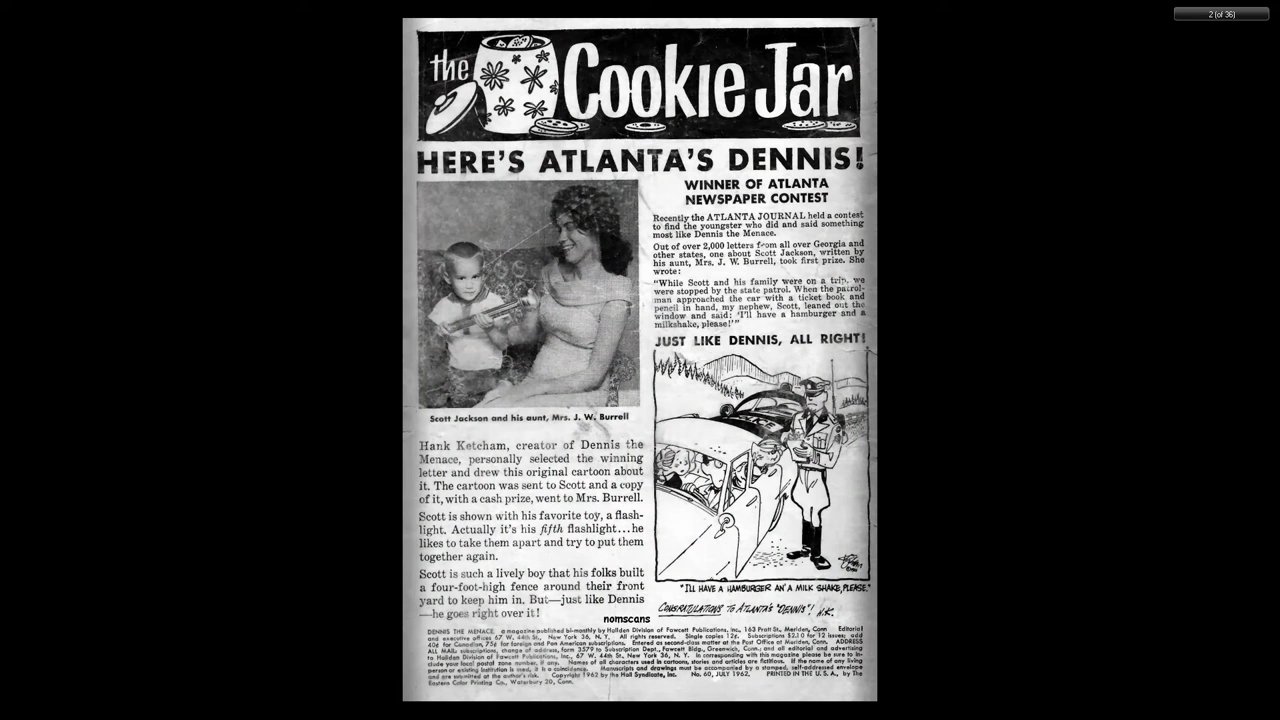 2 (of 36)
the Cookie Jar
HERE'S ATLANTA'S DENNIS!
WINNER OF ATLANTA
NEWSPAPER CONTEST
Recently the ATLANTA JOURNAL held a contest
to find the youngster who did and said something
most like Dennis the Menace.
Out of over 2,000 letters from all over Georgia and
other states, one about Scott Jackson, written by
his aunt, Mrs. J. W. Burrell, took first prize. She
wrote:
"While Scott and his family were on a trip, we
were stopped by the state patrol. When the patrol-
man approached the car with a ticket book and
pencil in hand, my nephew, Scott, leaned out the
window and said: 'I'll have a hamburger and a
milkshake, please!'"
JUST LIKE DENNIS, ALL RIGHT!
"I'LL HAVE A HAMBURGER AN' A MILK SHAKE, PLEASE."
CONGRATULATIONS TO ATLANTA'S "DENNIS"! H.K.
Scott Jackson and his aunt, Mrs. J. W. Burrell
Hank Ketcham, creator of Dennis the
Menace, personally selected the winning
letter and drew this original cartoon about
it. The cartoon was sent to Scott and a copy
of it, with a cash prize, went to Mrs. Burrell.
Scott is shown with his favorite toy, a flash-
light. Actually it's his fifth flashlight...he
likes to take them apart and try to put them
together again.
Scott is such a lively boy that his folks built
a four-foot-high fence around their front
yard to keep him in. But—just like Dennis
—he goes right over it!
nomscans
DENNIS THE MENACE, a magazine published bi-monthly by Hallden Division of Fawcett Publications, Inc., 163 Pratt St., Meriden, Conn. Editorial
and executive offices 67 W. 44th St., New York 36, N. Y. All rights reserved. Single copies 12¢. Subscriptions $2.10 for 12 issues; add
40¢ for Canadian, 75¢ for foreign and Pan American subscriptions. Entered as second-class matter at the Post Office at Meriden, Conn. ADDRESS
ALL MAIL: subscriptions, change of address, form 3579 to Subscription Dept., Fawcett Bldg., Greenwich, Conn.; and all editorial and advertising
to Hallden Division of Fawcett Publications, Inc., 67 W. 44th St., New York 36, N. Y. In corresponding with this magazine please be sure to in-
clude your local postal zone number, if any. Names of all characters used in cartoons, stories and articles are fictitious. If the name of any living
person or existing institution is used, it is a coincidence. Manuscripts and drawings must be accompanied by a stamped, self-addressed envelope
and are submitted at the author's risk. Copyright 1962 by the Hall Syndicate, Inc. No. 60, JULY 1962. PRINTED IN THE U. S. A., by The
Eastern Color Printing Co., Waterbury 20, Conn.